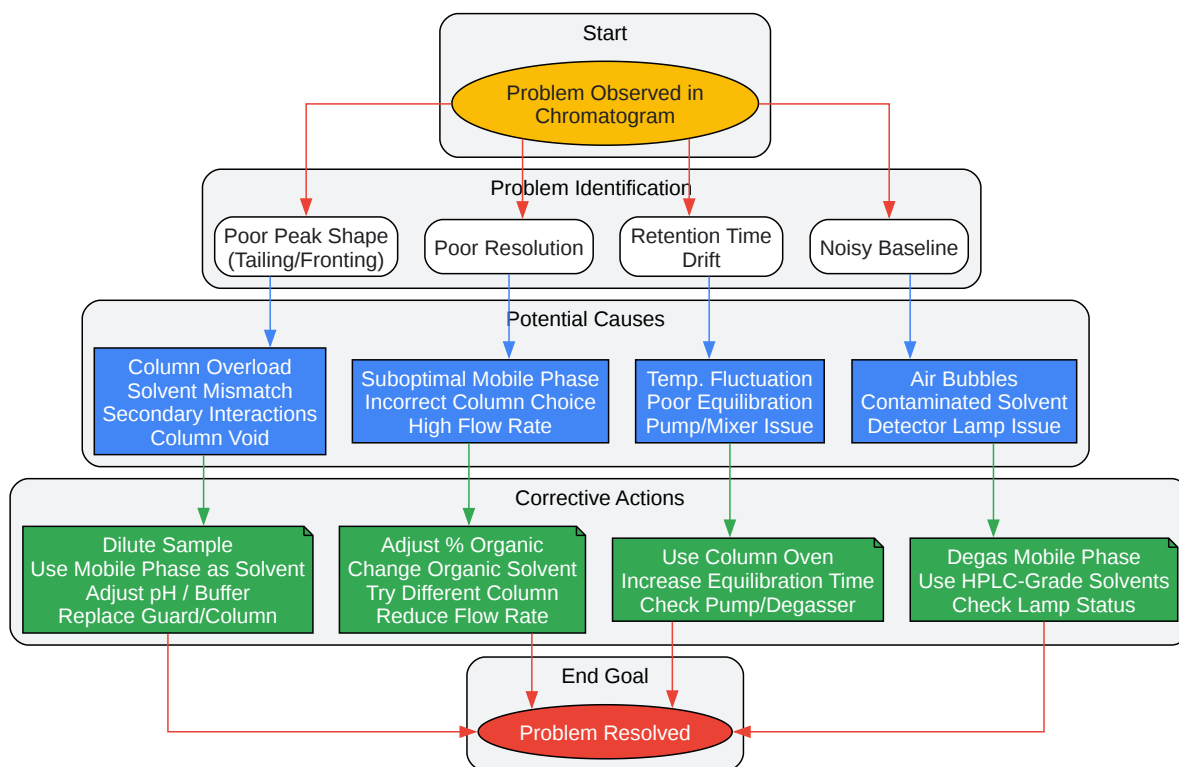 Start
Problem Observed in
Chromatogram
Problem Identification
Poor Peak Shape
(Tailing/Fronting)
Poor Resolution
Retention Time
Drift
Noisy Baseline
Potential Causes
Column Overload
Solvent Mismatch
Secondary Interactions
Column Void
Suboptimal Mobile Phase
Incorrect Column Choice
High Flow Rate
Temp. Fluctuation
Poor Equilibration
Pump/Mixer Issue
Air Bubbles
Contaminated Solvent
Detector Lamp Issue
Corrective Actions
Dilute Sample
Use Mobile Phase as Solvent
Adjust pH / Buffer
Replace Guard/Column
Adjust % Organic
Change Organic Solvent
Try Different Column
Reduce Flow Rate
Use Column Oven
Increase Equilibration Time
Check Pump/Degasser
Degas Mobile Phase
Use HPLC-Grade Solvents
Check Lamp Status
End Goal
Problem Resolved